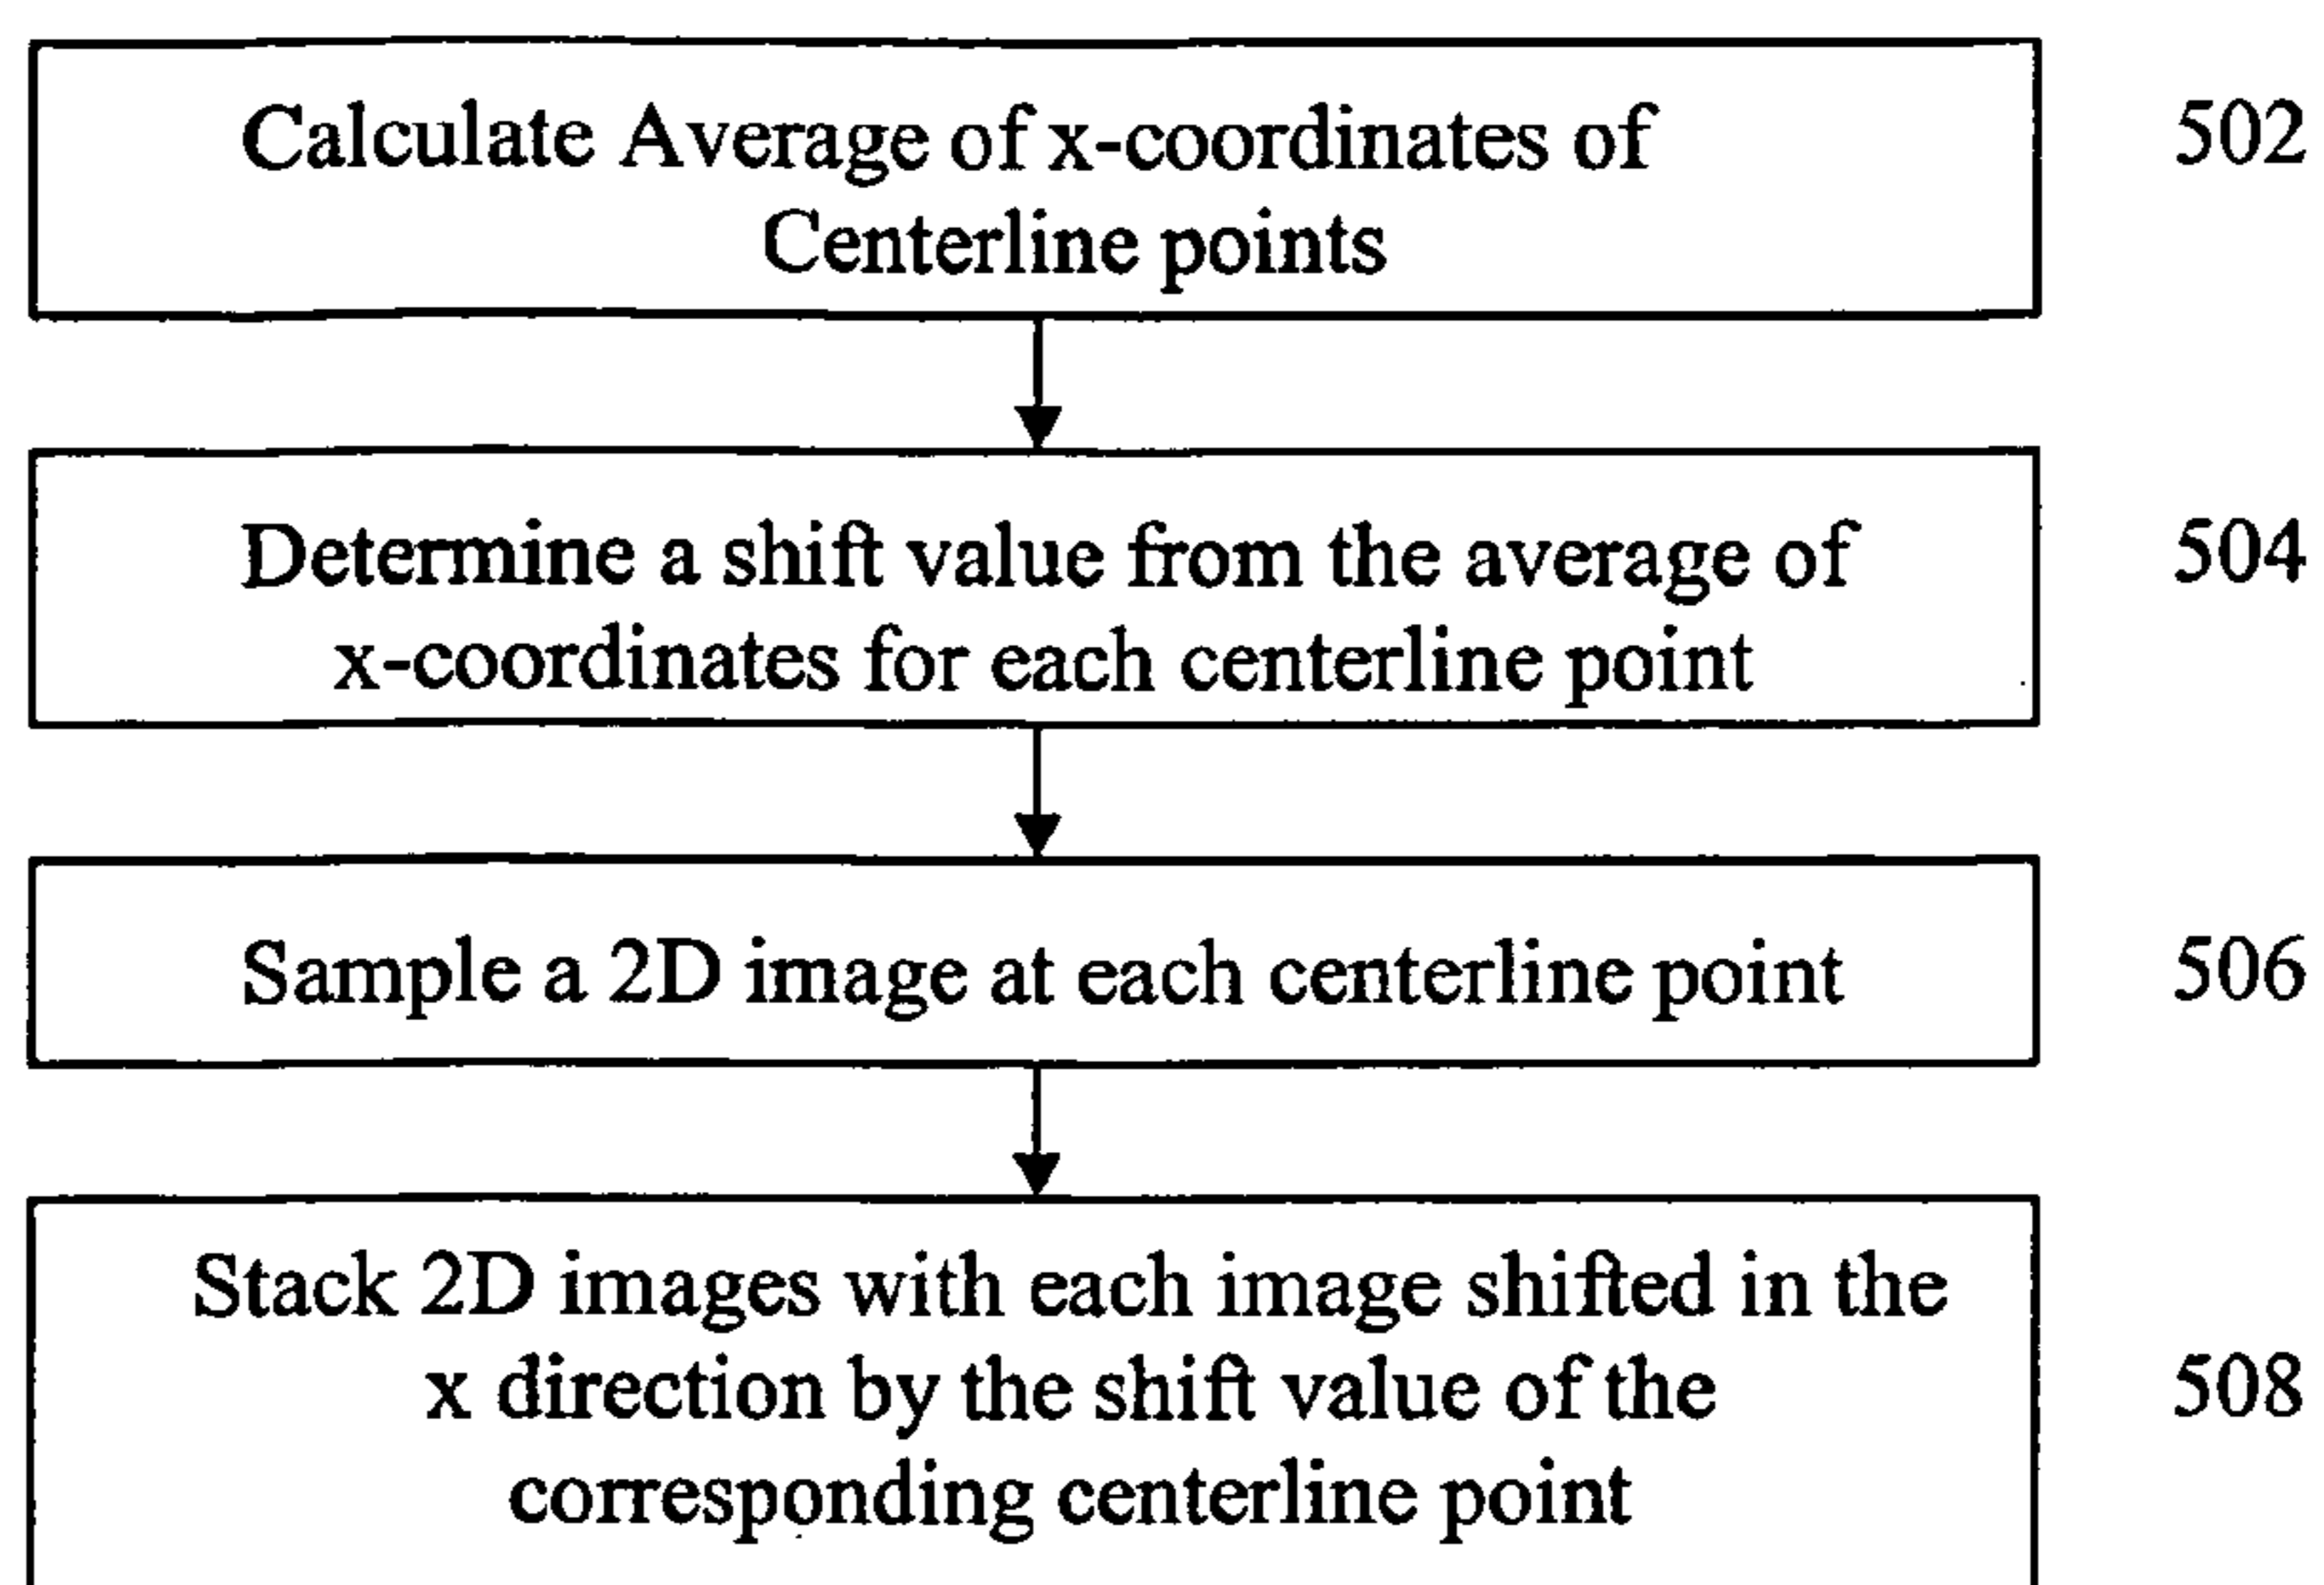 Calculate Average of x-coordinates of
Centerline points
502
Determine a shift value from the average of
x-coordinates for each centerline point
504
Sample a 2D image at each centerline point
506
Stack 2D images with each image shifted in the
x direction by the shift value of the
corresponding centerline point
508